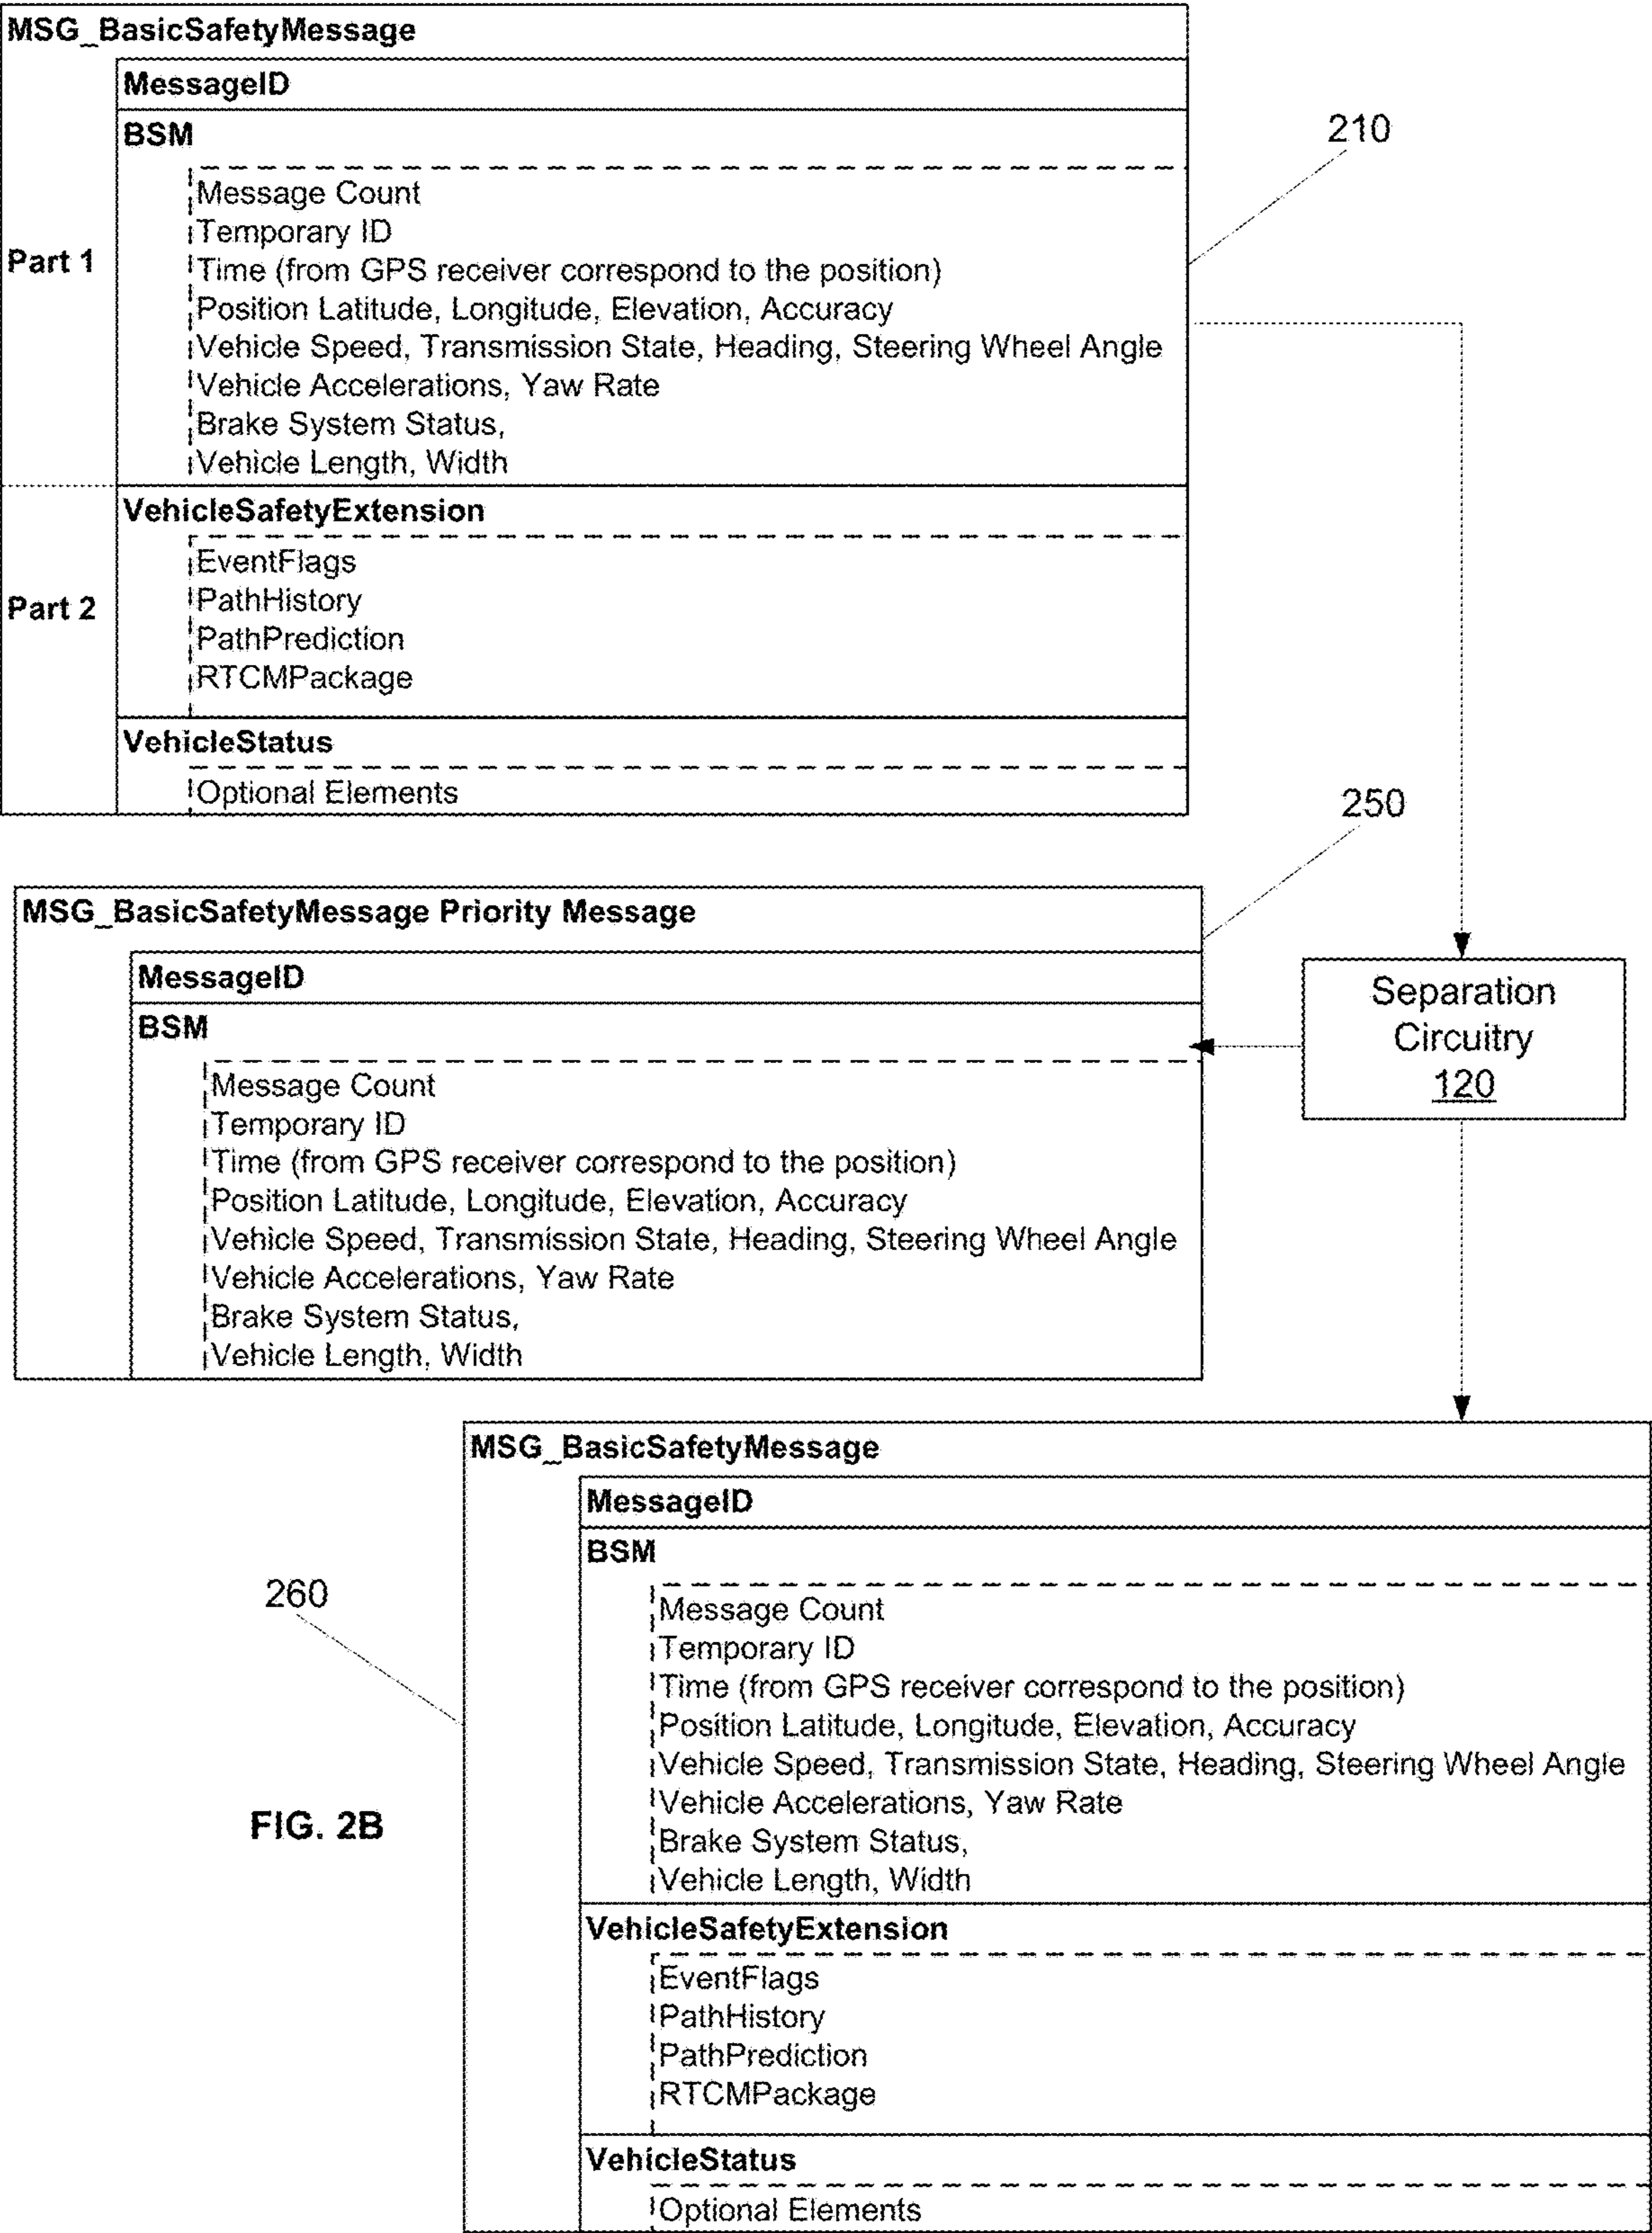 MSG_BasicSafetyMessage
MessageID
BSM
210
Message Count
Temporary ID
Part 1
Time (from GPS receiver correspond to the position)
Position Latitude, Longitude, Elevation, Accuracy
Vehicle Speed, Transmission State, Heading, Steering Wheel Angle
Vehicle Accelerations, Yaw Rate
Brake System Status,
Vehicle Length, Width
VehicleSafetyExtension
EventFlags
PathHistory
Part 2
PathPrediction
RTCMPackage
VehicleStatus
Optional Elements
250
MSG_BasicSafetyMessage Priority Message
MessageID
BSM
Message Count
Temporary ID
Time (from GPS receiver correspond to the position)
Position Latitude, Longitude, Elevation, Accuracy
Vehicle Speed, Transmission State, Heading, Steering Wheel Angle
Vehicle Accelerations, Yaw Rate
Brake System Status,
Vehicle Length, Width
Separation
Circuitry
120
MSG_BasicSafetyMessage
MessageID
BSM
260
Message Count
Temporary ID
Time (from GPS receiver correspond to the position)
Position Latitude, Longitude, Elevation, Accuracy
Vehicle Speed, Transmission State, Heading, Steering Wheel Angle
Vehicle Accelerations, Yaw Rate
Brake System Status,
Vehicle Length, Width
VehicleSafetyExtension
EventFlags
PathHistory
PathPrediction
RTCMPackage
VehicleStatus
Optional Elements
FIG. 2B